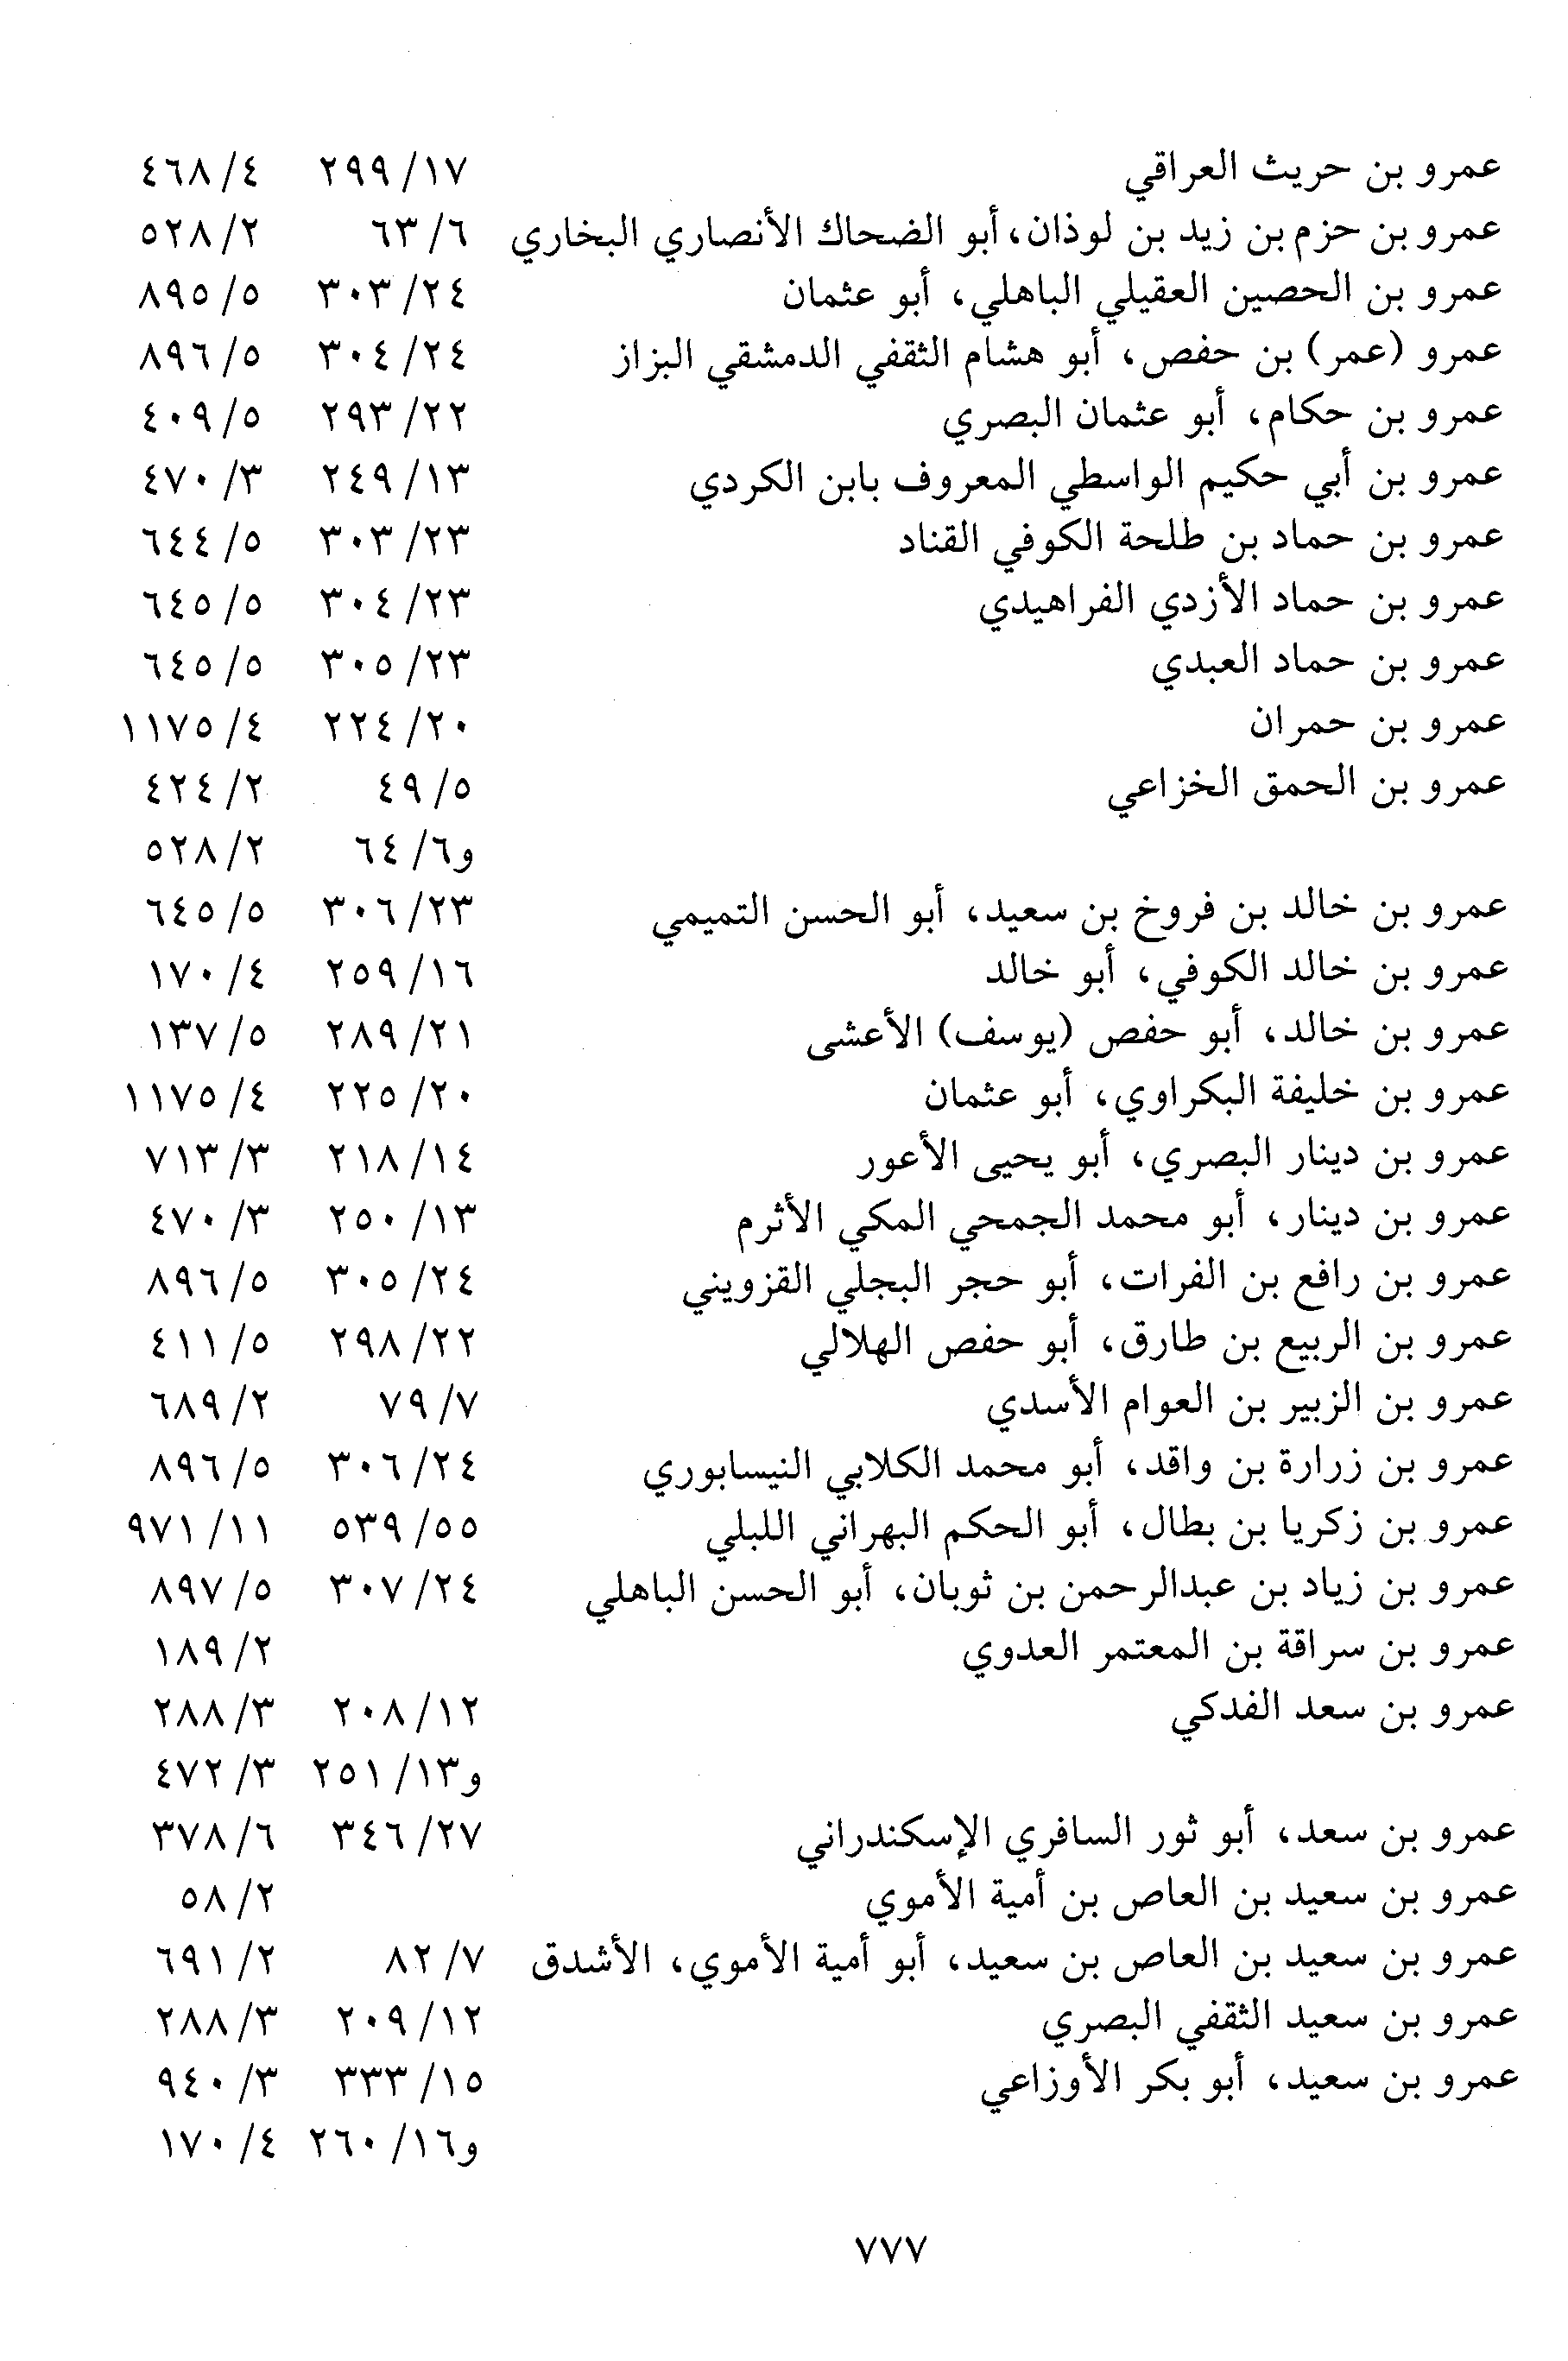 عمرو بن حريث العراقي ١٧/ ٢٩٩ ٤/ ٤٦٨
عمرو بن حزم بن زيد بن لوذان، أبو الضحاك الأنصاري البخاري ٦/ ٦٣ ٢/ ٥٢٨
عمرو بن الحصين العقيلي الباهلي، أبو عثمان ٢٤/ ٣٠٣ ٥/ ٨٩٥
عمرو (عمر) بن حفص، أبو هشام الثقفي الدمشقي البزاز ٢٤/ ٣٠٤ ٥/ ٨٩٦
عمرو بن حكام، أبو عثمان البصري ٢٢/ ٢٩٣ ٥/ ٤٠٩
عمرو بن أبي حكيم الواسطي المعروف بابن الكردي ١٣/ ٢٤٩ ٣/ ٤٧٠
عمرو بن حماد بن طلحة الكوفي القناد ٢٣/ ٣٠٣ ٥/ ٦٤٤
عمرو بن حماد الأزدي الفراهيدي ٢٣/ ٣٠٤ ٥/ ٦٤٥
عمرو بن حماد العبدي ٢٣/ ٣٠٥ ٥/ ٦٤٥
عمرو بن حمران ٢٠/ ٢٢٤ ٤/ ١١٧٥
عمرو بن الحمق الخزاعي ٥/ ٤٩ ٢/ ٤٢٤
و٦/ ٦٤ ٢/ ٥٢٨
عمرو بن خالد بن فروخ بن سعيد، أبو الحسن التميمي ٢٣/ ٣٠٦ ٥/ ٦٤٥
عمرو بن خالد الكوفي، أبو خالد ١٦/ ٢٥٩ ٤/ ١٧٠
عمرو بن خالد، أبو حفص (يوسف) الأعشى ٢١/ ٢٨٩ ٥/ ١٣٧
عمرو بن خليفة البكراوي، أبو عثمان ٢٠/ ٢٢٥ ٤/ ١١٧٥
عمرو بن دينار البصري، أبو يحيى الأعور ١٤/ ٢١٨ ٣/ ٧١٣
عمرو بن دينار، أبو محمد الجمحي المكي الأثرم ١٣/ ٢٥٠ ٣/ ٤٧٠
عمرو بن رافع بن الفرات، أبو حجر البجلي القزويني ٢٤/ ٣٠٥ ٥/ ٨٩٦
عمرو بن الربيع بن طارق، أبو حفص الهلالي ٢٢/ ٢٩٨ ٥/ ٤١١
عمرو بن الزبير بن العوام الأسدي ٧/ ٧٩ ٢/ ٦٨٩
عمرو بن زرارة بن واقد، أبو محمد الكلابي النيسابوري ٢٤/ ٣٠٦ ٥/ ٨٩٦
عمرو بن زكريا بن بطال، أبو الحكم البهراني اللبلي ٥٥/ ٥٣٩ ١١/ ٩٧١
عمرو بن زياد بن عبدالرحمن بن ثوبان، أبو الحسن الباهلي ٢٤/ ٣٠٧ ٥/ ٨٩٧
عمرو بن سراقة بن المعتمر العدوي ٢/ ١٨٩
عمرو بن سعد الفدكي ١٢/ ٢٠٨ ٣/ ٢٨٨
و١٣/ ٢٥١ ٣/ ٤٧٢
عمرو بن سعد، أبو ثور السافري الإسكندراني ٢٧/ ٣٤٦ ٦/ ٣٧٨
عمرو بن سعيد بن العاص بن أمية الأموي ٢/ ٥٨
عمرو بن سعيد بن العاص بن سعيد، أبو أمية الأموي، الأشدق ٧/ ٨٢ ٢/ ٦٩١
عمرو بن سعيد الثقفي البصري ١٢/ ٢٠٩ ٣/ ٢٨٨
عمرو بن سعيد، أبو بكر الأوزاعي ١٥/ ٣٣٣ ٣/ ٩٤٠
و١٦/ ٢٦٠ ٤/ ١٧٠
٧٧٧